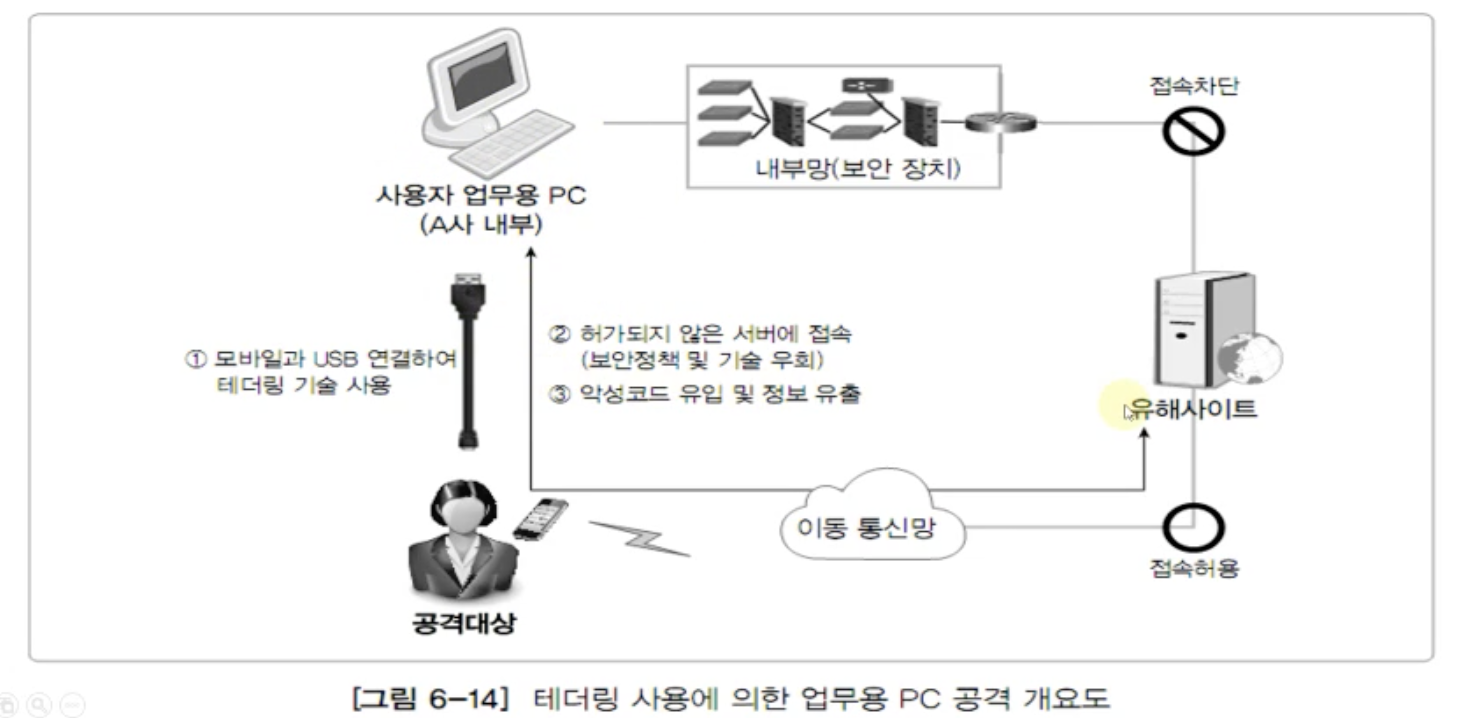 접속차단
내부망(보안 장치)
사용자 업무용 PC
(A사 내부)
② 허가되지 않은 서버에 접속
(보안정책 및 기술 우회)
① 모바일과 USB 연결하여
테더링 기술 사용
③ 악성코드 유입 및 정보 유출
유해사이트
이동 통신망
접속허용
공격대상
[그림 6-14] 테더링 사용에 의한 업무용 PC 공격 개요도